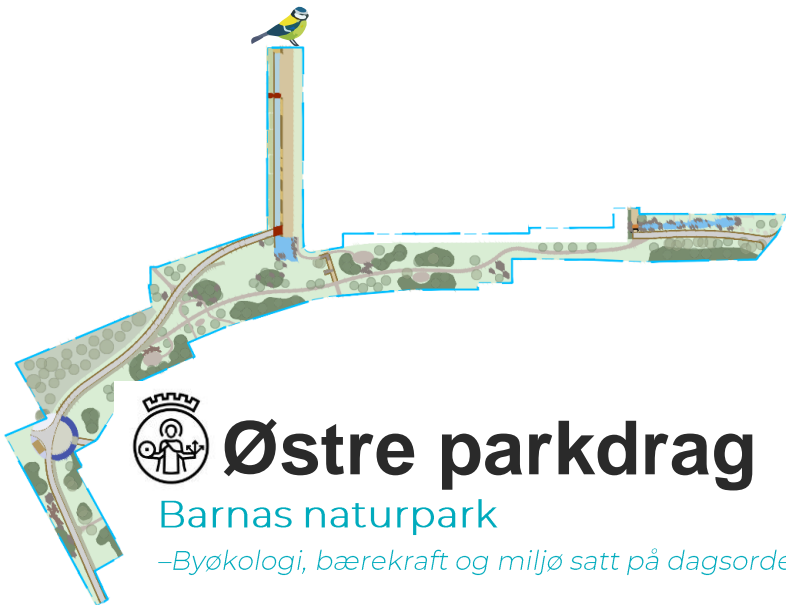 Østre parkdrag
Barnas naturpark
–Byøkologi, bærekraft og miljø satt på dagsorde